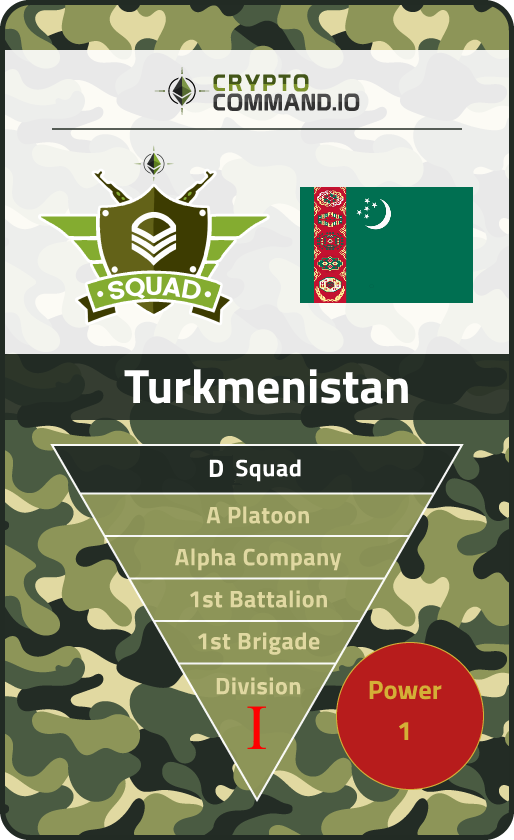 CRYPTO
COMMAND.IO
SQUAD
Turkmenistan
D Squad
A Platoon
Alpha Company
1st Battalion
1st Brigade
Division
I
Power
1